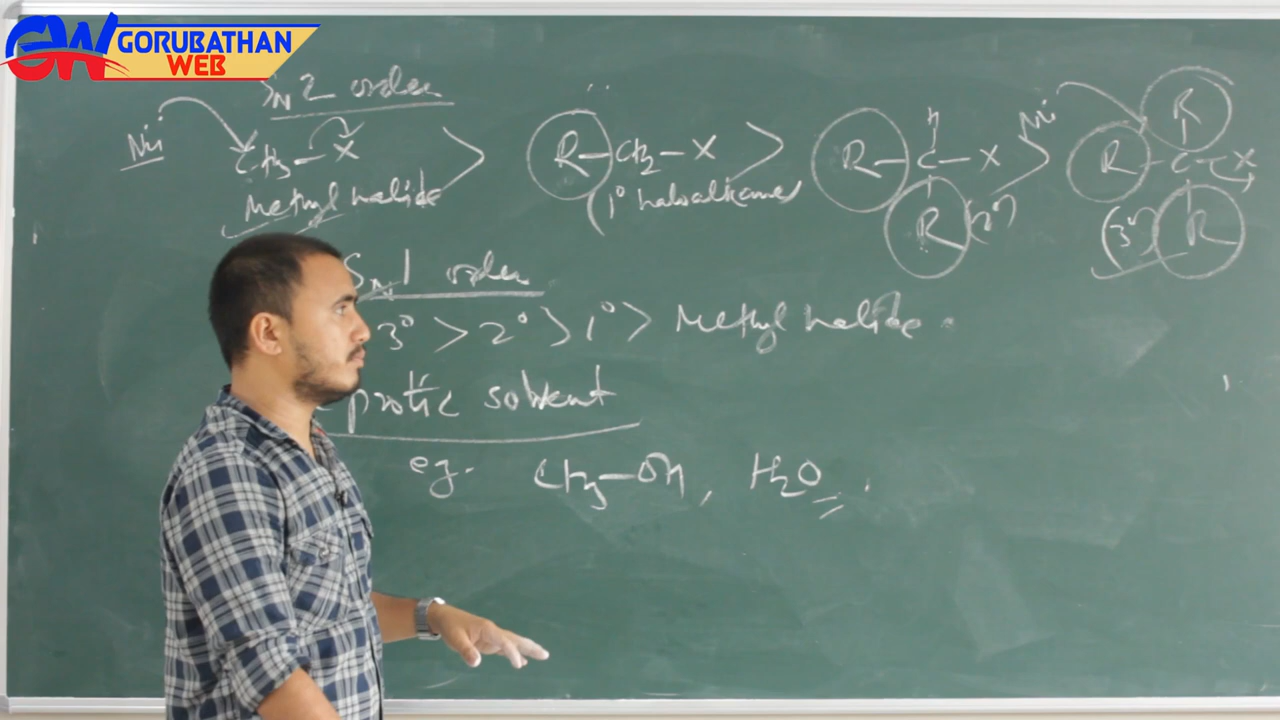 GORUBATHAN
WEB
SN2 order
Nu CH3—X > R—CH2—X > R—C—X > Nu R—C—X
H R
Methyl halide (1° haloalkanes) R (2°) (3°) R
SN1 order
3° > 2° > 1° > Methyl halide.
protic solvent
eg. CH3—OH, H2O